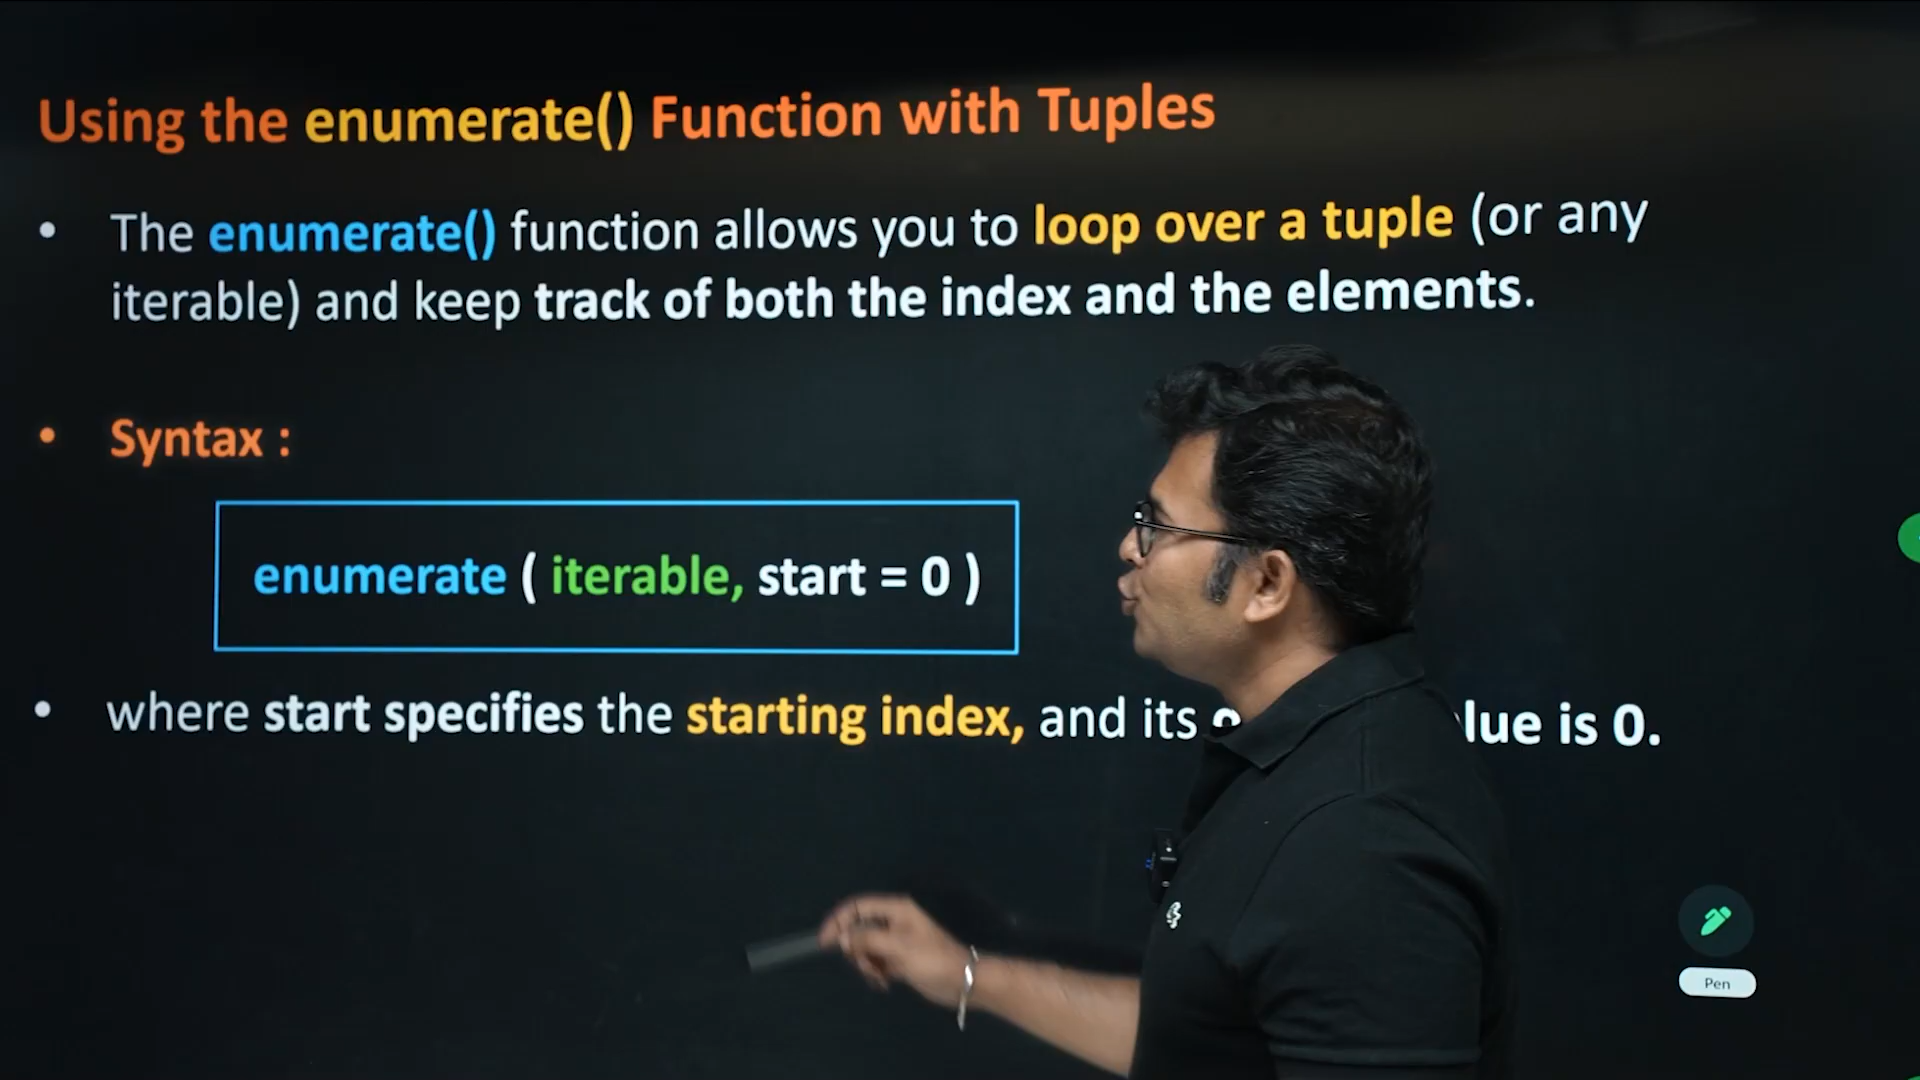 Using the enumerate() Function with Tuples
• The enumerate() function allows you to loop over a tuple (or any
iterable) and keep track of both the index and the elements.
• Syntax :
enumerate ( iterable, start = 0 )
• where start specifies the starting index, and its is 0.
Pen